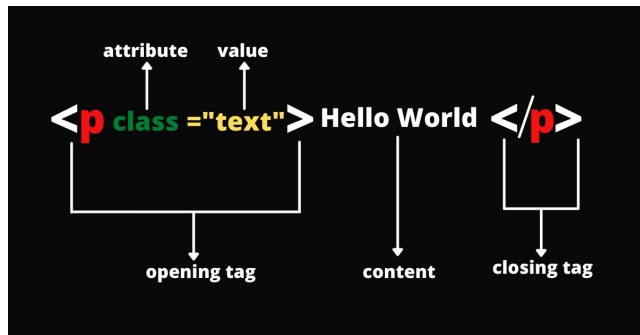 attribute value
<p class ="text">Hello World </p>
opening tag content closing tag